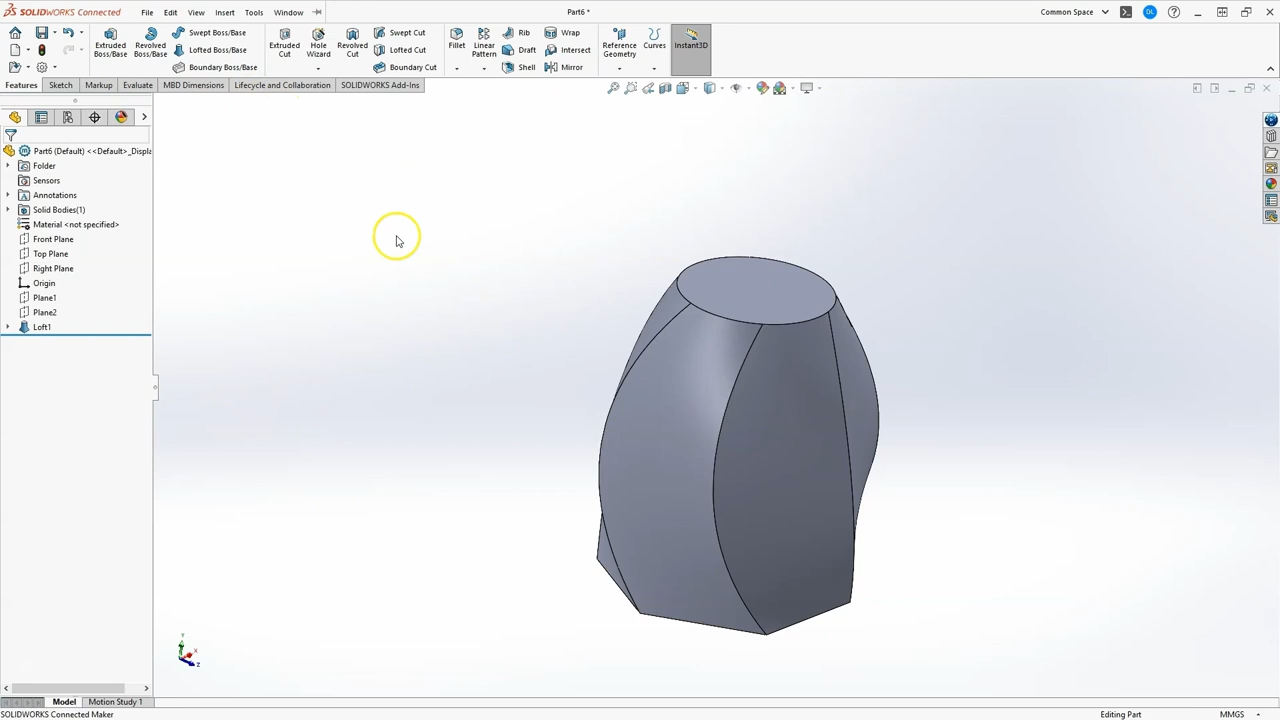 SOLIDWORKS Connected
File Edit View Insert Tools Window
Part6 *
Common Space
DL
Extruded Boss/Base
Revolved Boss/Base
Swept Boss/Base
Lofted Boss/Base
Boundary Boss/Base
Extruded Cut
Hole Wizard
Revolved Cut
Swept Cut
Lofted Cut
Boundary Cut
Fillet
Linear Pattern
Rib
Draft
Shell
Wrap
Intersect
Mirror
Reference Geometry
Curves
Instant3D
Features Sketch Markup Evaluate MBD Dimensions Lifecycle and Collaboration SOLIDWORKS Add-Ins
Part6 (Default) <<Default>_Displa
Folder
Sensors
Annotations
Solid Bodies(1)
Material <not specified>
Front Plane
Top Plane
Right Plane
Origin
Plane1
Plane2
Loft1
Y
X
Z
Model Motion Study 1
SOLIDWORKS Connected Maker
Editing Part
MMGS